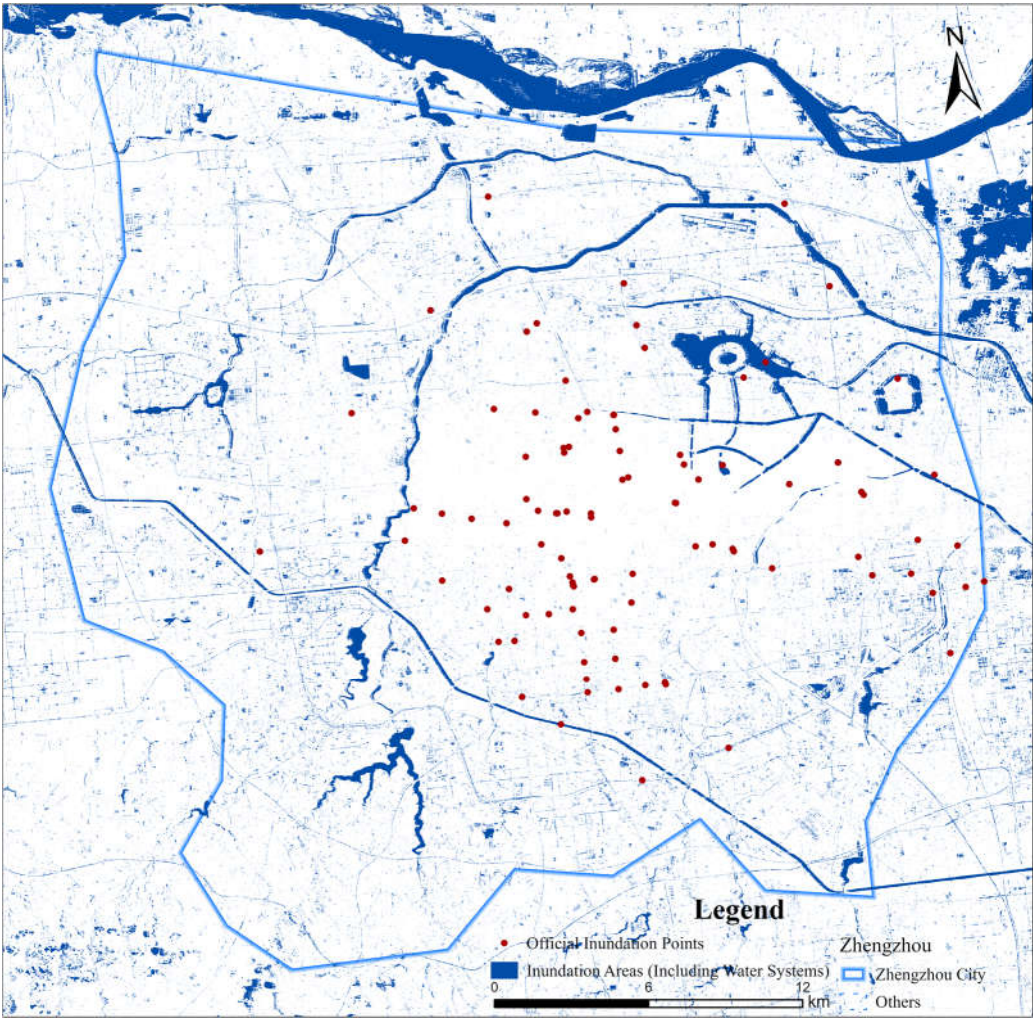 N
Legend
Official Inundation Points
Zhengzhou
Inundation Areas (Including Water Systems)
Zhengzhou City
0 6 12
km
Others